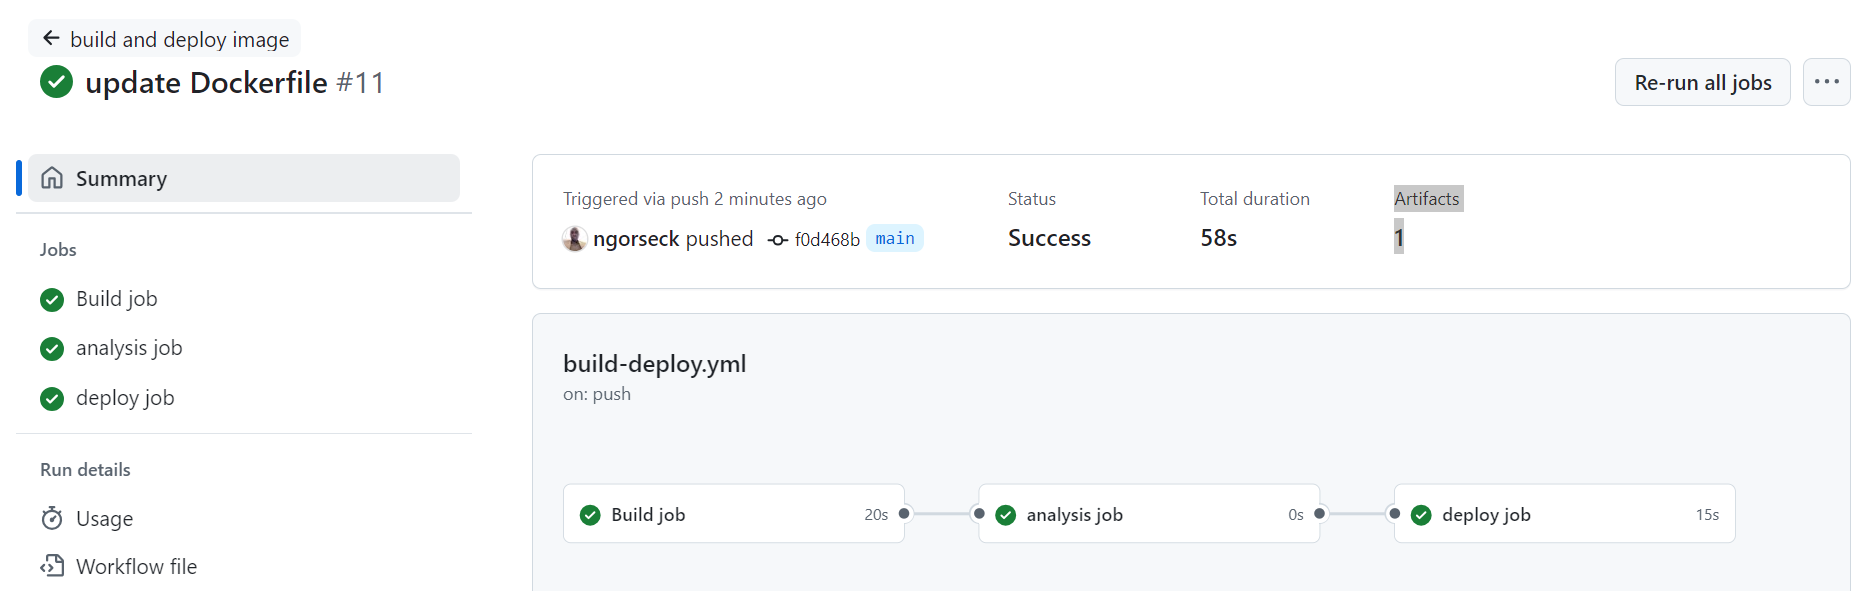 build and deploy image
update Dockerfile #11
Re-run all jobs
Summary
Jobs
Build job
analysis job
deploy job
Run details
Usage
Workflow file
Triggered via push 2 minutes ago
ngorseck pushed f0d468b main
Status
Success
Total duration
58s
Artifacts
1
build-deploy.yml
on: push
Build job 20s
analysis job 0s
deploy job 15s